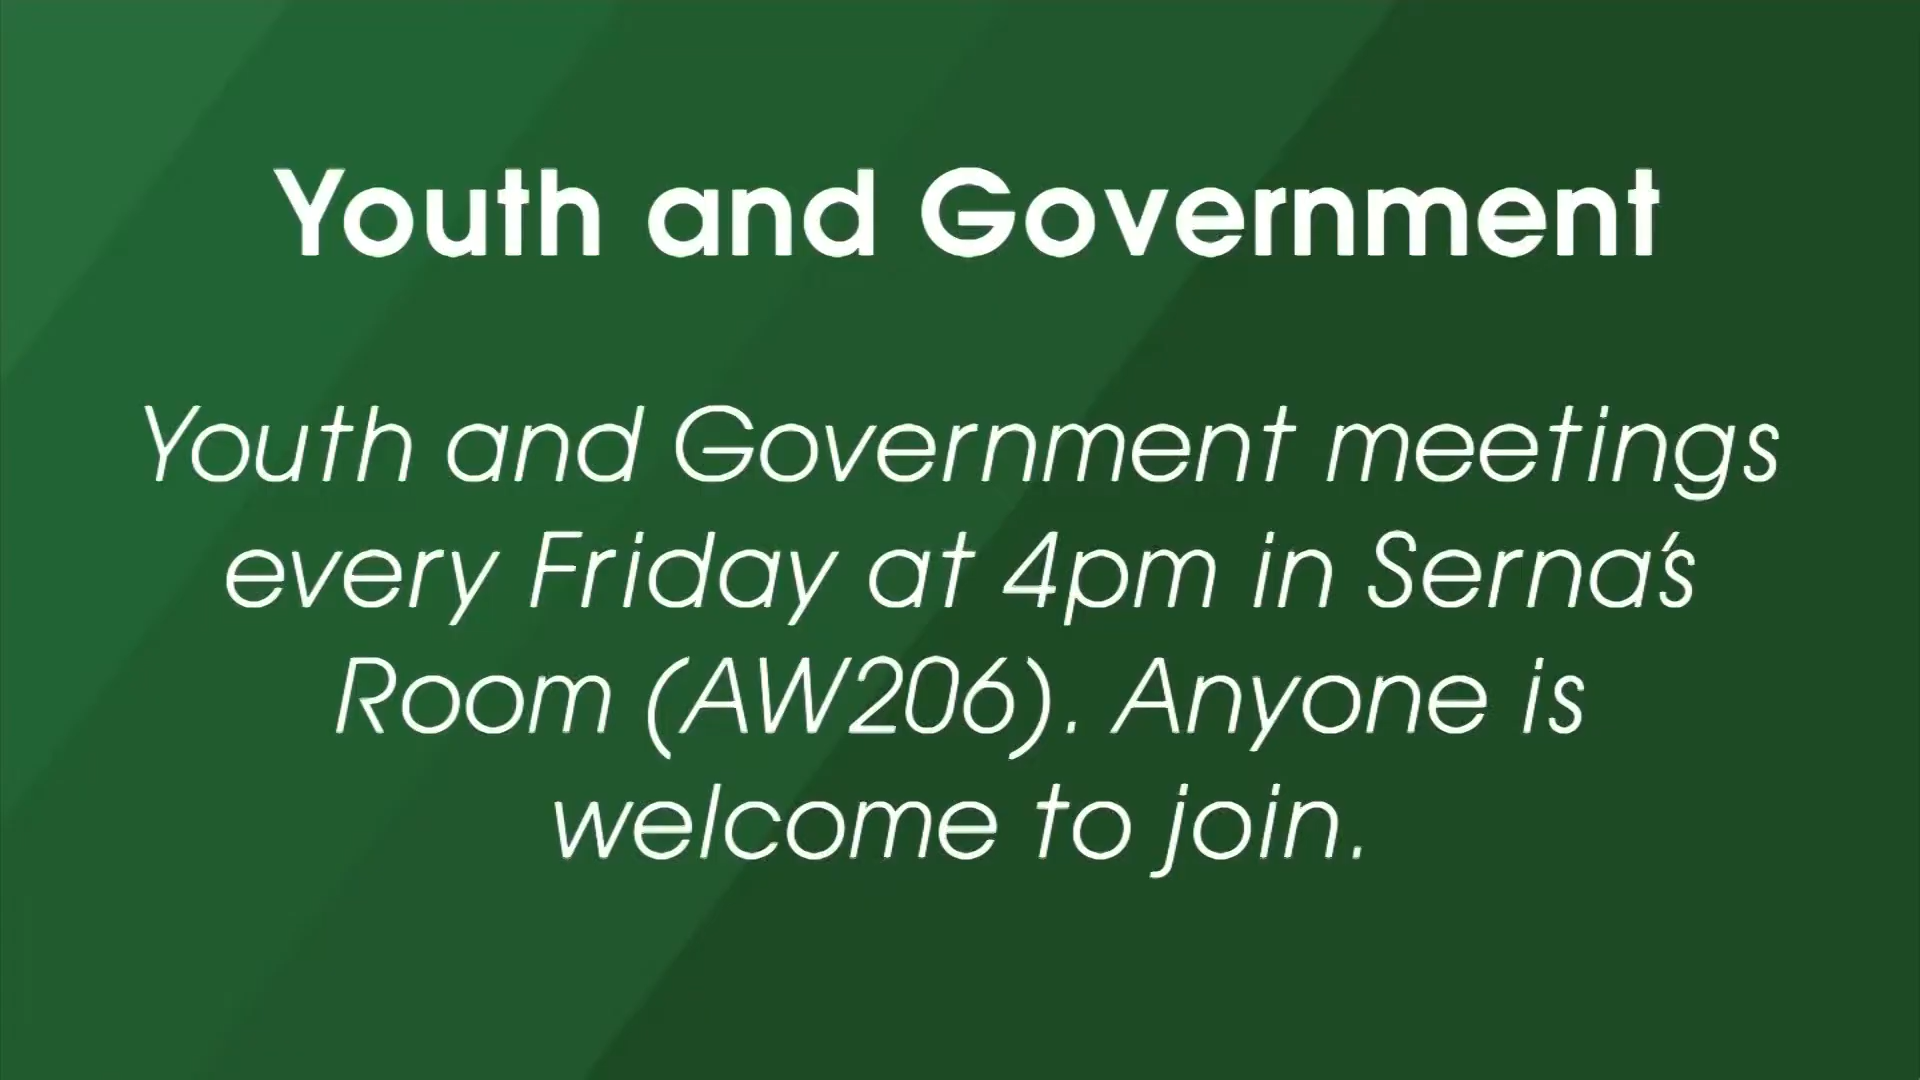 Youth and Government
Youth and Government meetings
every Friday at 4pm in Serna's
Room (AW206). Anyone is
welcome to join.